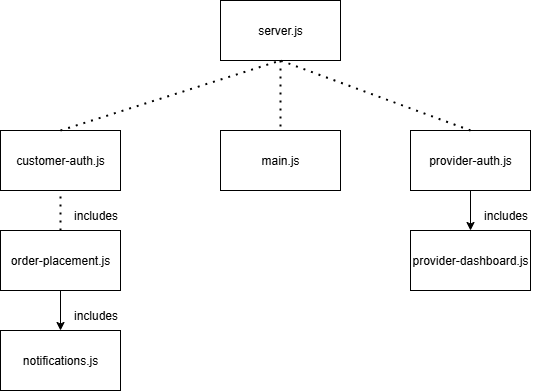 server.js
customer-auth.js
main.js
provider-auth.js
includes
includes
order-placement.js
provider-dashboard.js
includes
notifications.js